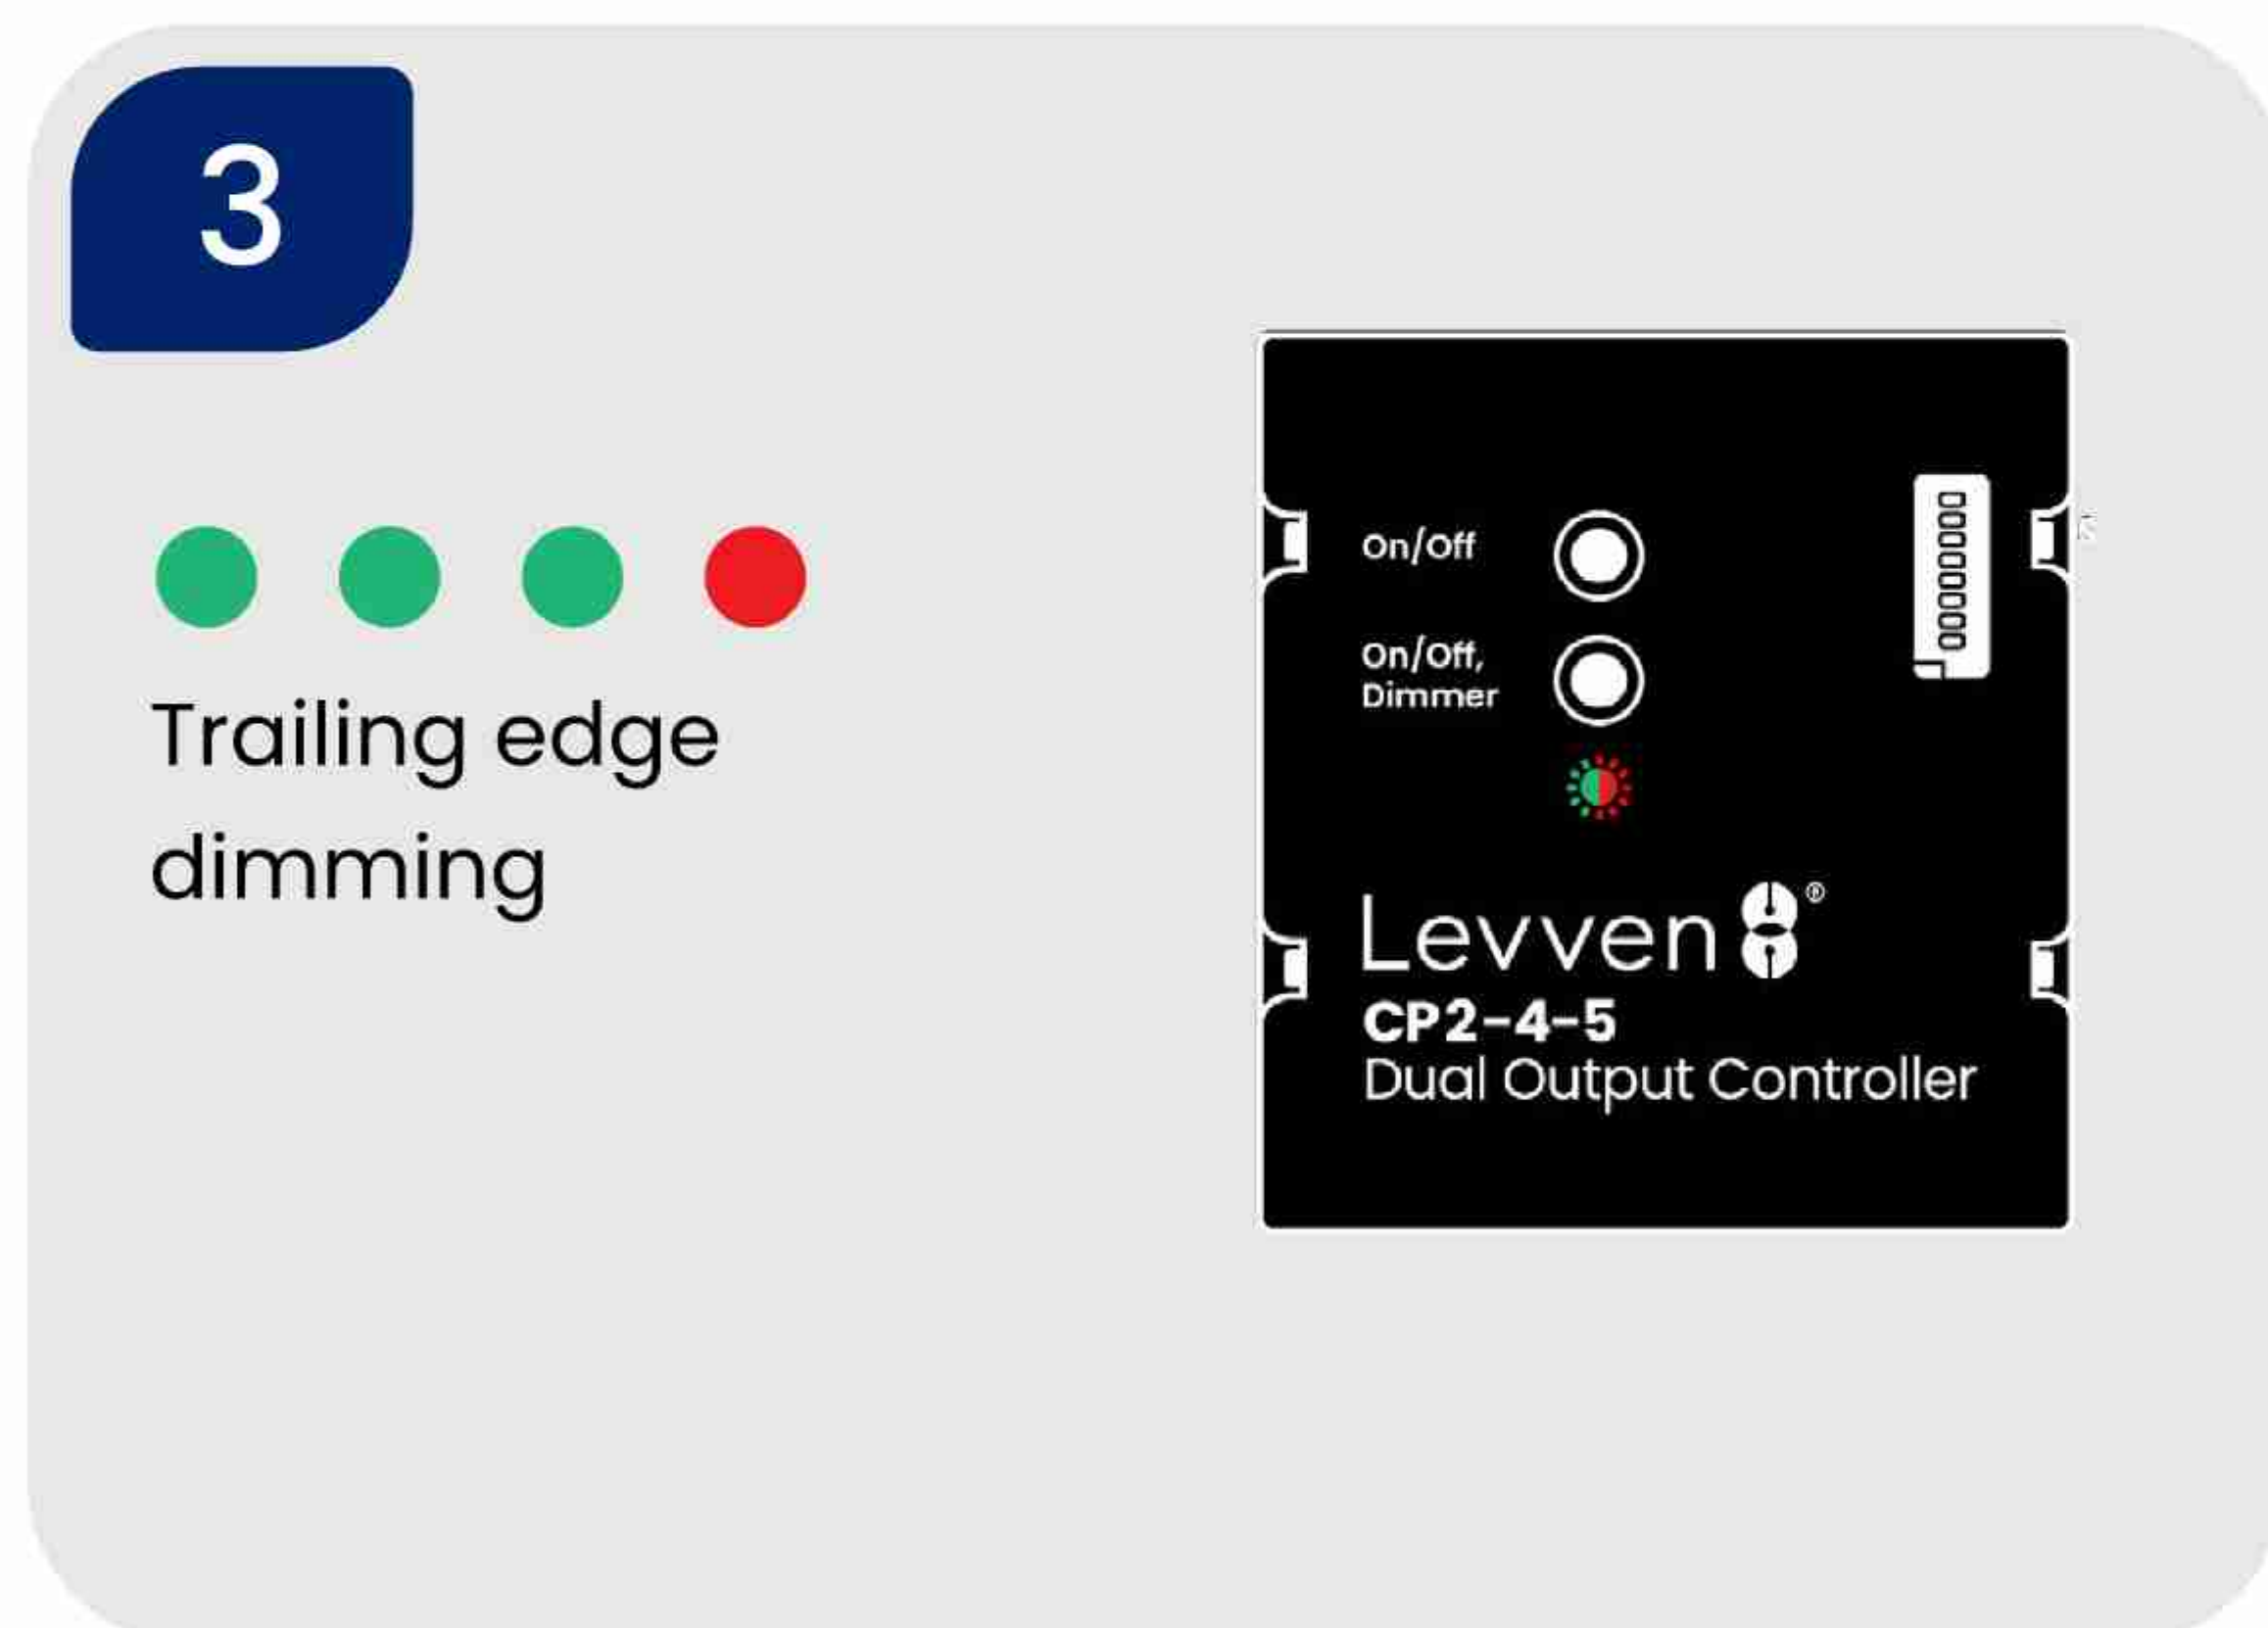 3
Trailing edge
dimming
On/Off
On/Off,
Dimmer
Levven®
CP2-4-5
Dual Output Controller